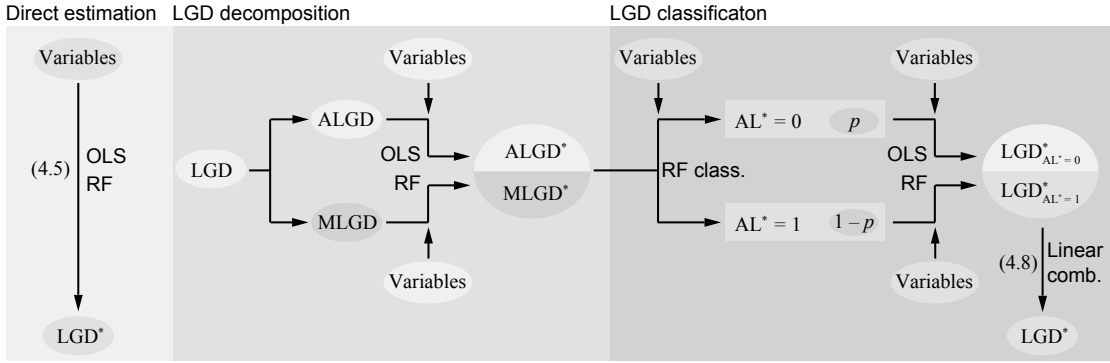 Direct estimation
LGD decomposition
LGD classificaton
Variables
(4.5)
OLS
RF
LGD*
LGD
ALGD
MLGD
Variables
OLS
RF
Variables
ALGD*
MLGD*
Variables
RF class.
AL* = 0
p
AL* = 1
1 – p
Variables
OLS
RF
Variables
LGD*AL* = 0
LGD*AL* = 1
(4.8)
Linear
comb.
LGD*